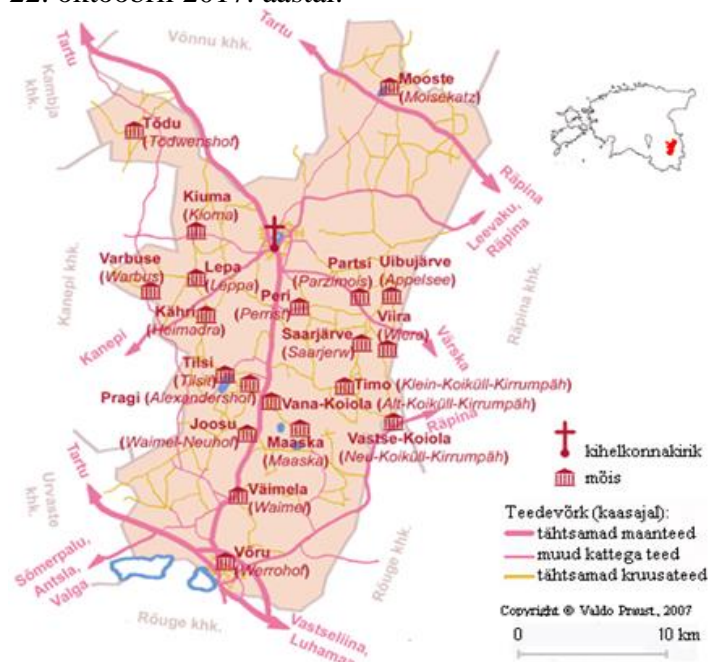 22. oktoobril 2017. aastal.
Tartu
Võnnu khk.
Tartu
Kambja
khk.
Mooste
(Moisekatz)
Tõdu
(Tödwenshof)
Räpina
Leevaku,
Räpina
Kiuma
(Kioma)
Kanepi khk.
Varbuse
(Warbus)
Lepa
(Leppa)
Partsi
(Parzimois)
Uibujärve
(Appelsee)
Räpina khk.
Peri
(Perrist)
Kähri
(Heimadra)
Viira
(Wiera)
Kanepi
Saarjärve
(Saarjerw)
Värska
Tilsi
(Tilsit)
Timo (Klein-Koiküll-Kirrumpäh)
Pragi (Alexandershof)
Vana-Koiola (Alt-Koiküll-Kirrumpäh)
Räpina
Joosu
(Waimel-Neuhof)
Maaska
(Maaska)
Vastse-Koiola
(Neu-Koiküll-Kirrumpäh)
kihelkonnakirik
mõis
Tartu
Urvaste
khk.
Väimela
(Waimel)
Teedevõrk (kaasajal):
tähtsamad maanteed
muud kattega teed
tähtsamad kruusateed
Sõmerpalu,
Antsla,
Valga
Võru
(Werrohof)
Rõuge khk.
Rõuge khk.
Vastseliina,
Luhamaa
Copyright © Valdo Praust, 2007
0 10 km